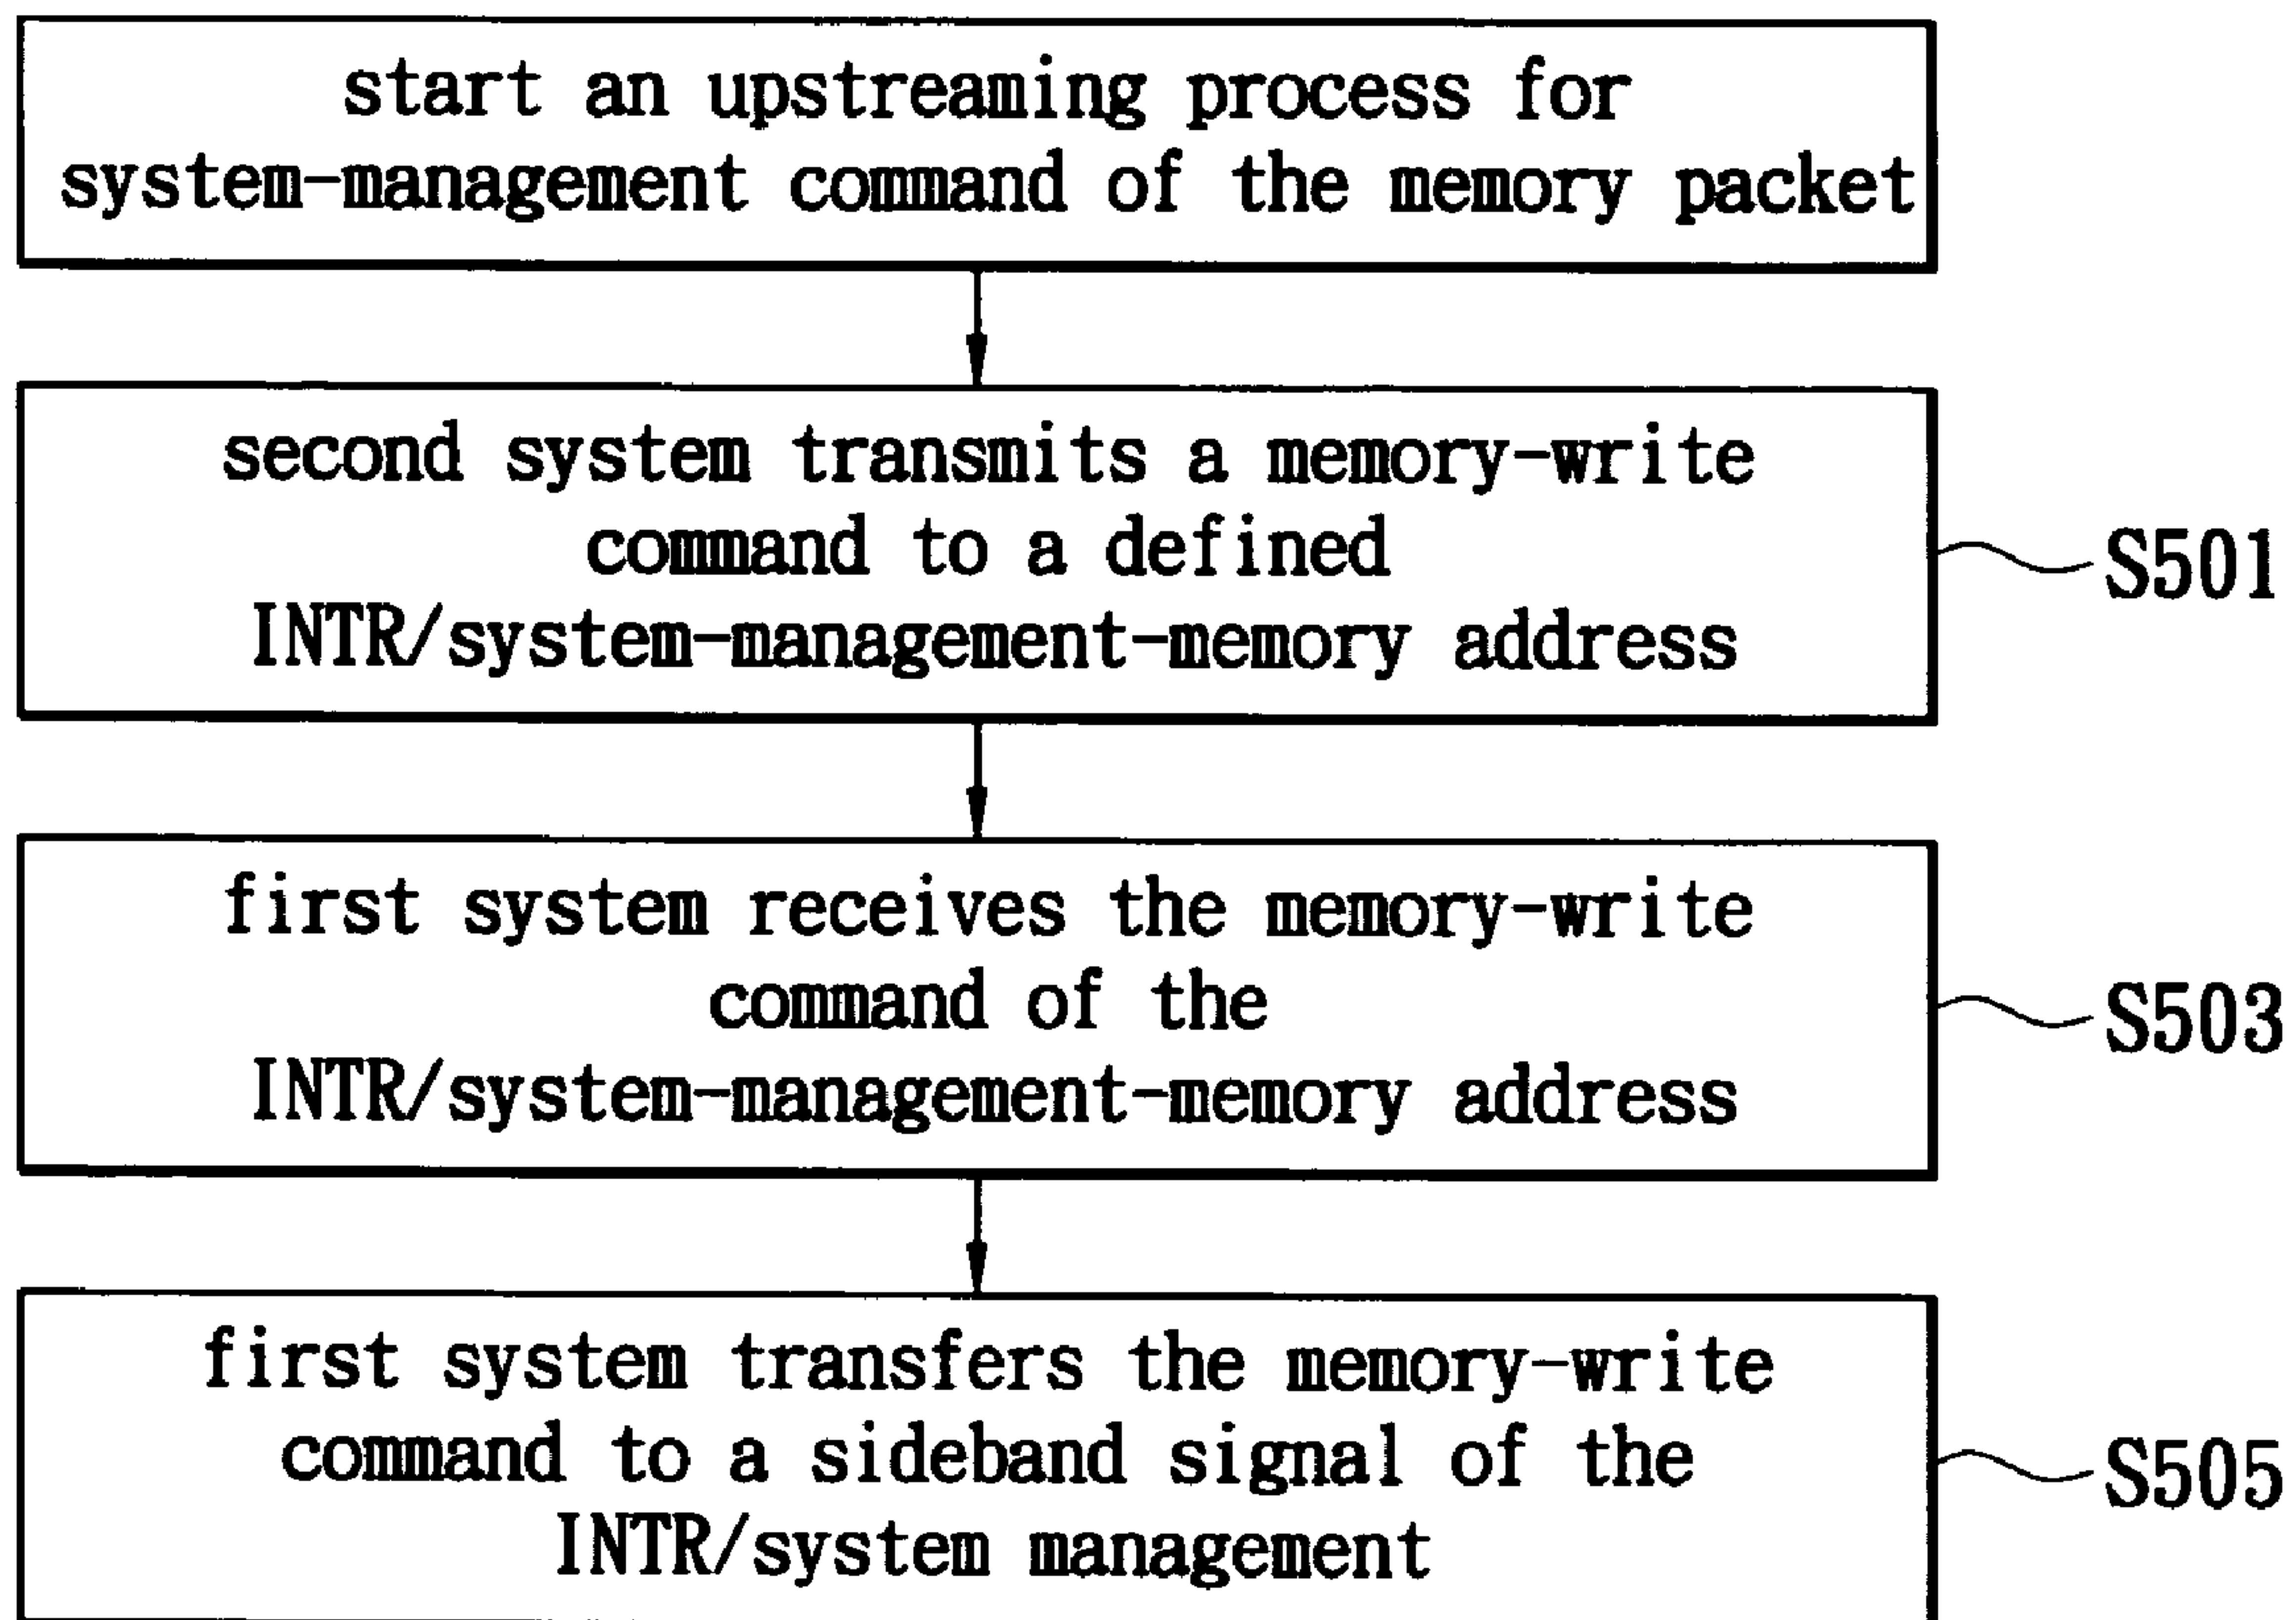 start an upstreaming process for
system-management command of the memory packet
second system transmits a memory-write
command to a defined
INTR/system-management-memory address
S501
first system receives the memory-write
command of the
INTR/system-management-memory address
S503
first system transfers the memory-write
command to a sideband signal of the
INTR/system management
S505